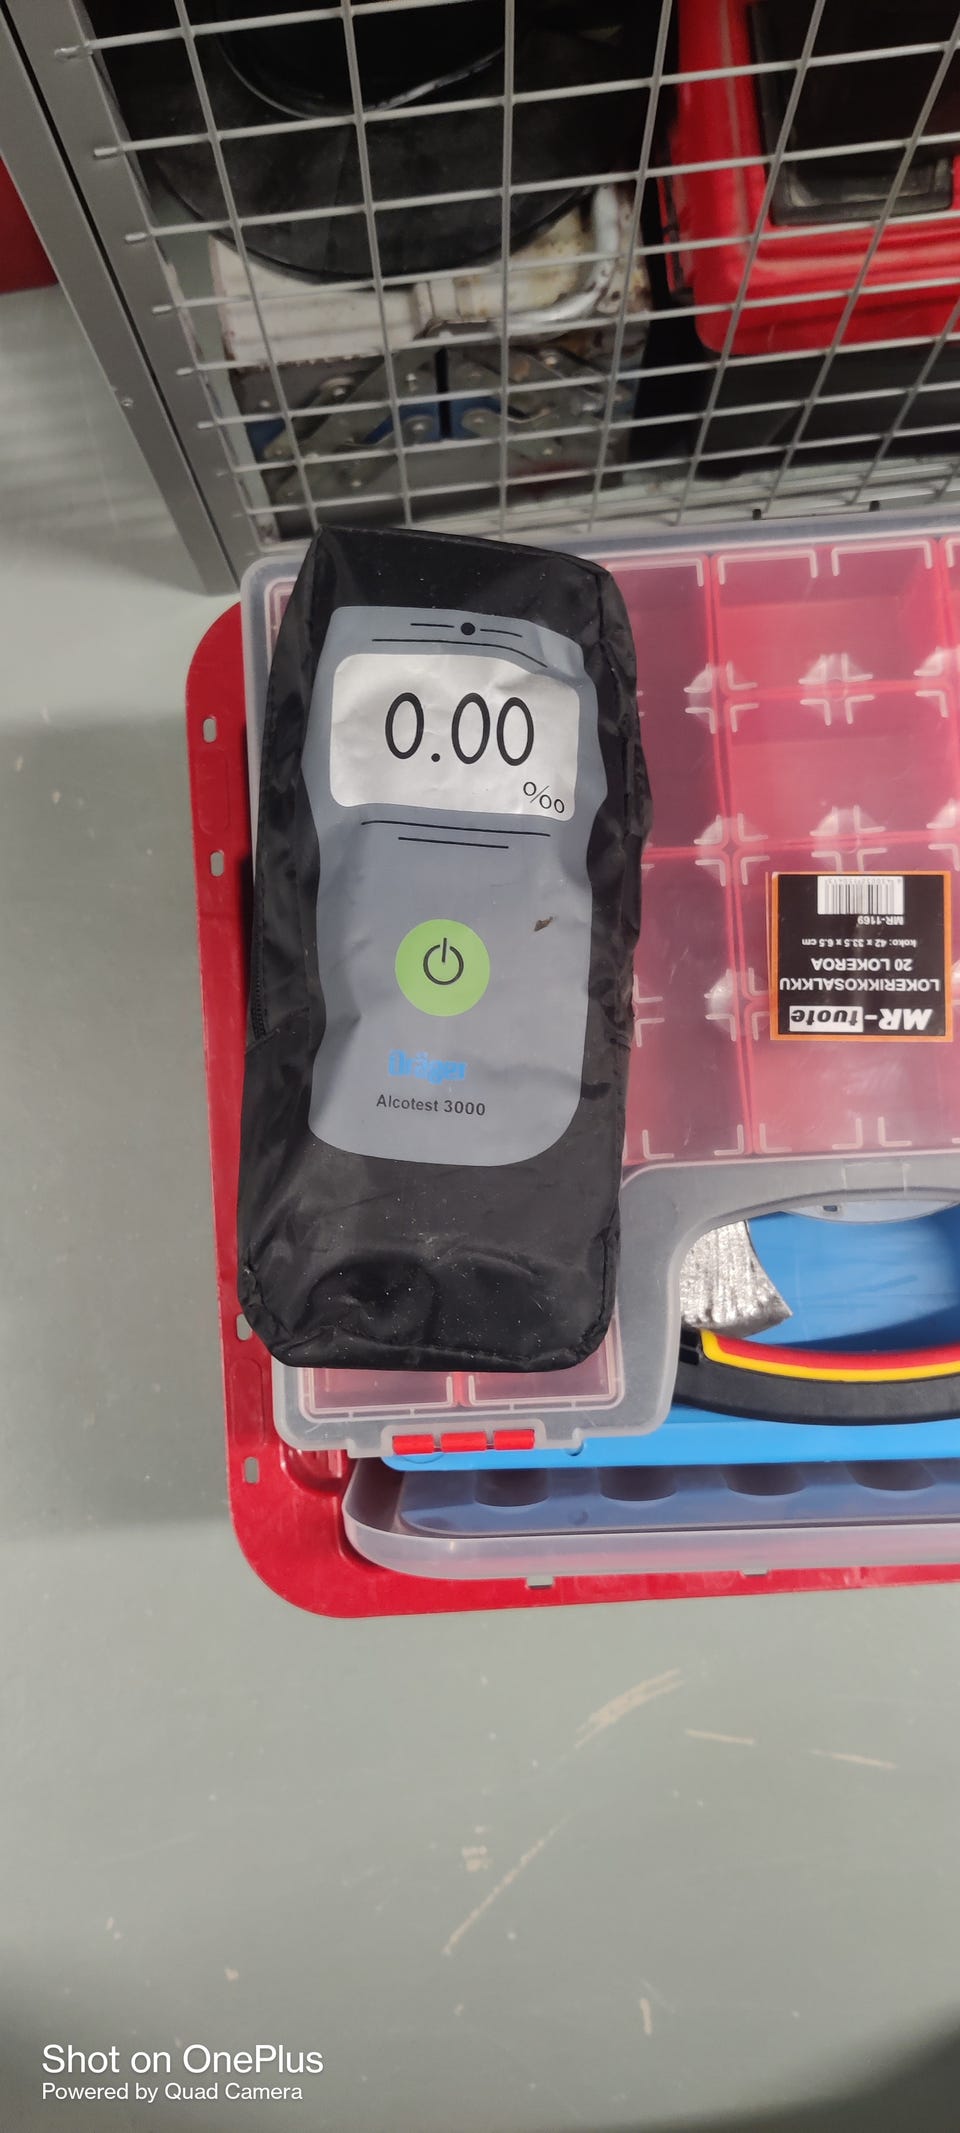 0.00
‰
Dräger
Alcotest 3000
MR-tuote
LOKERIKKOSALKKU
20 LOKEROA
koko: 42 x 33.5 x 6.5 cm
MR-1169
Shot on OnePlus
Powered by Quad Camera